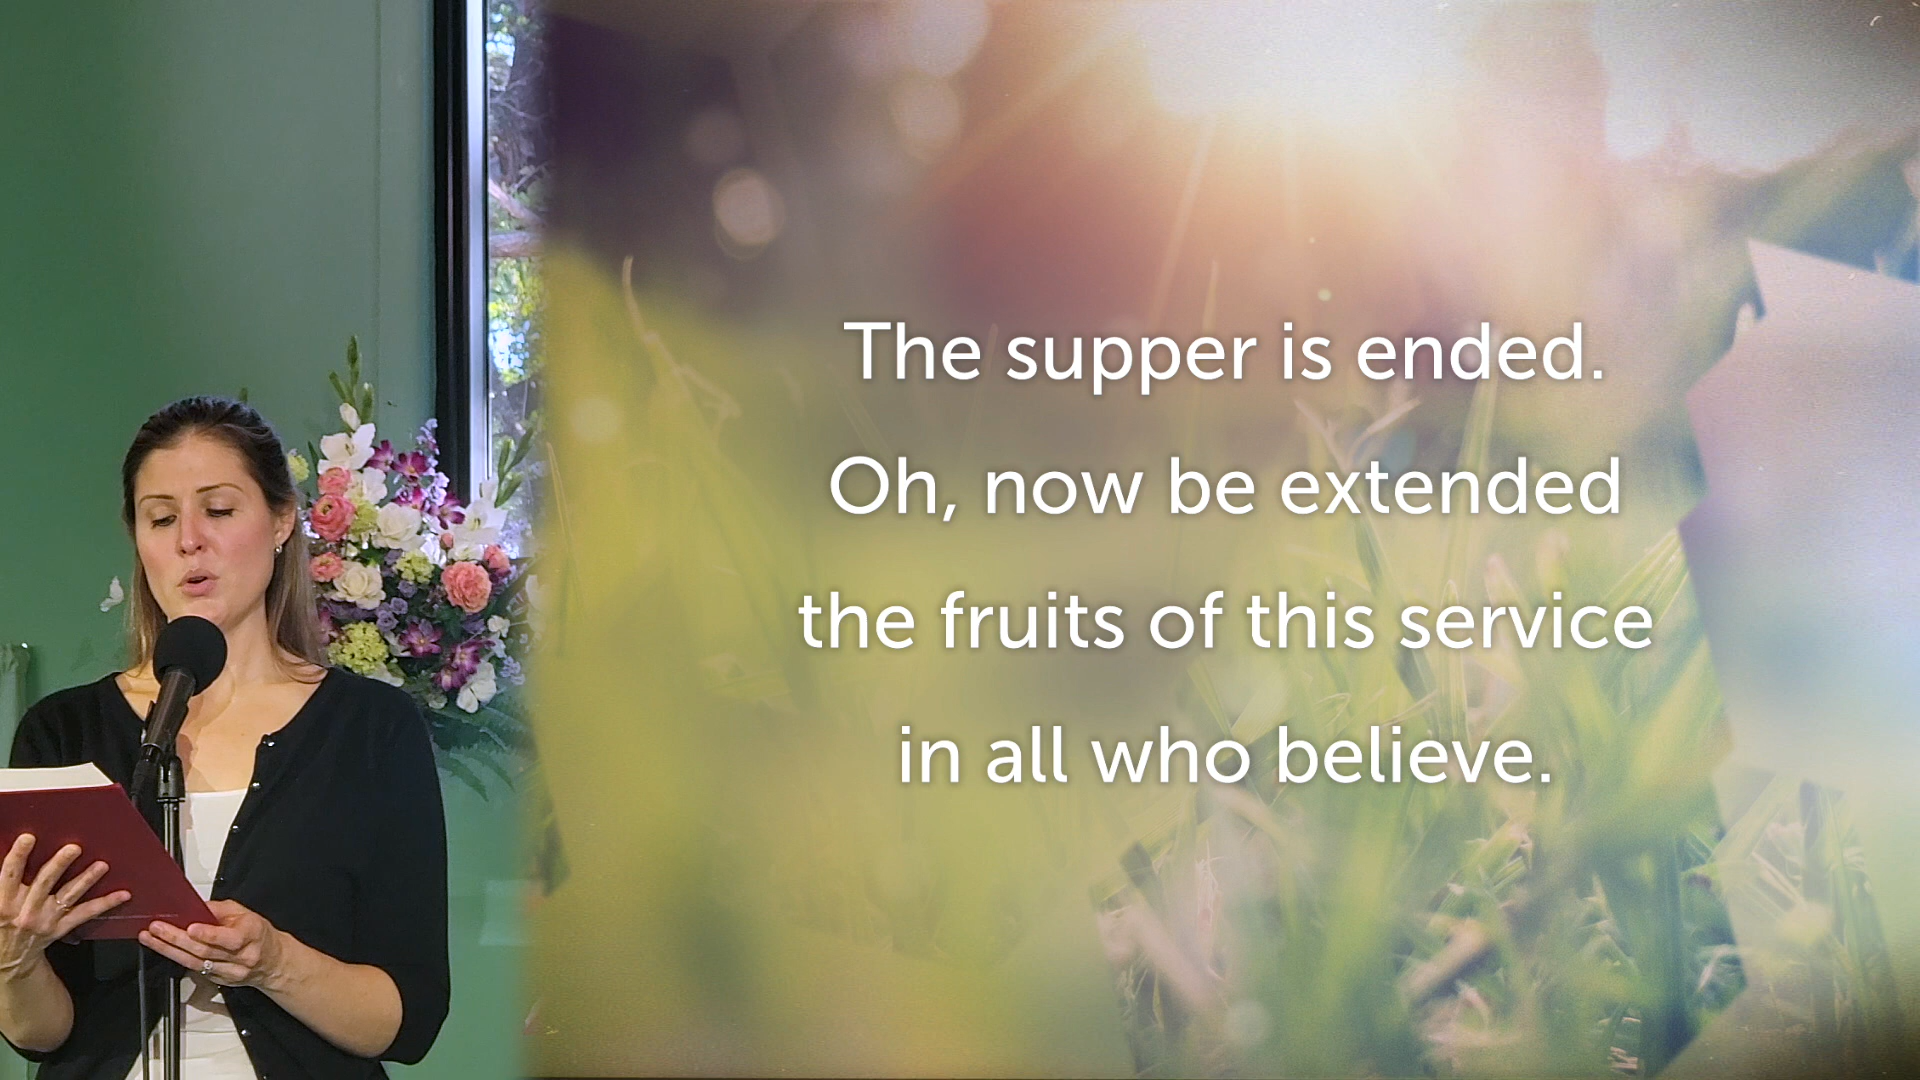 The supper is ended.
Oh, now be extended
the fruits of this service
in all who believe.